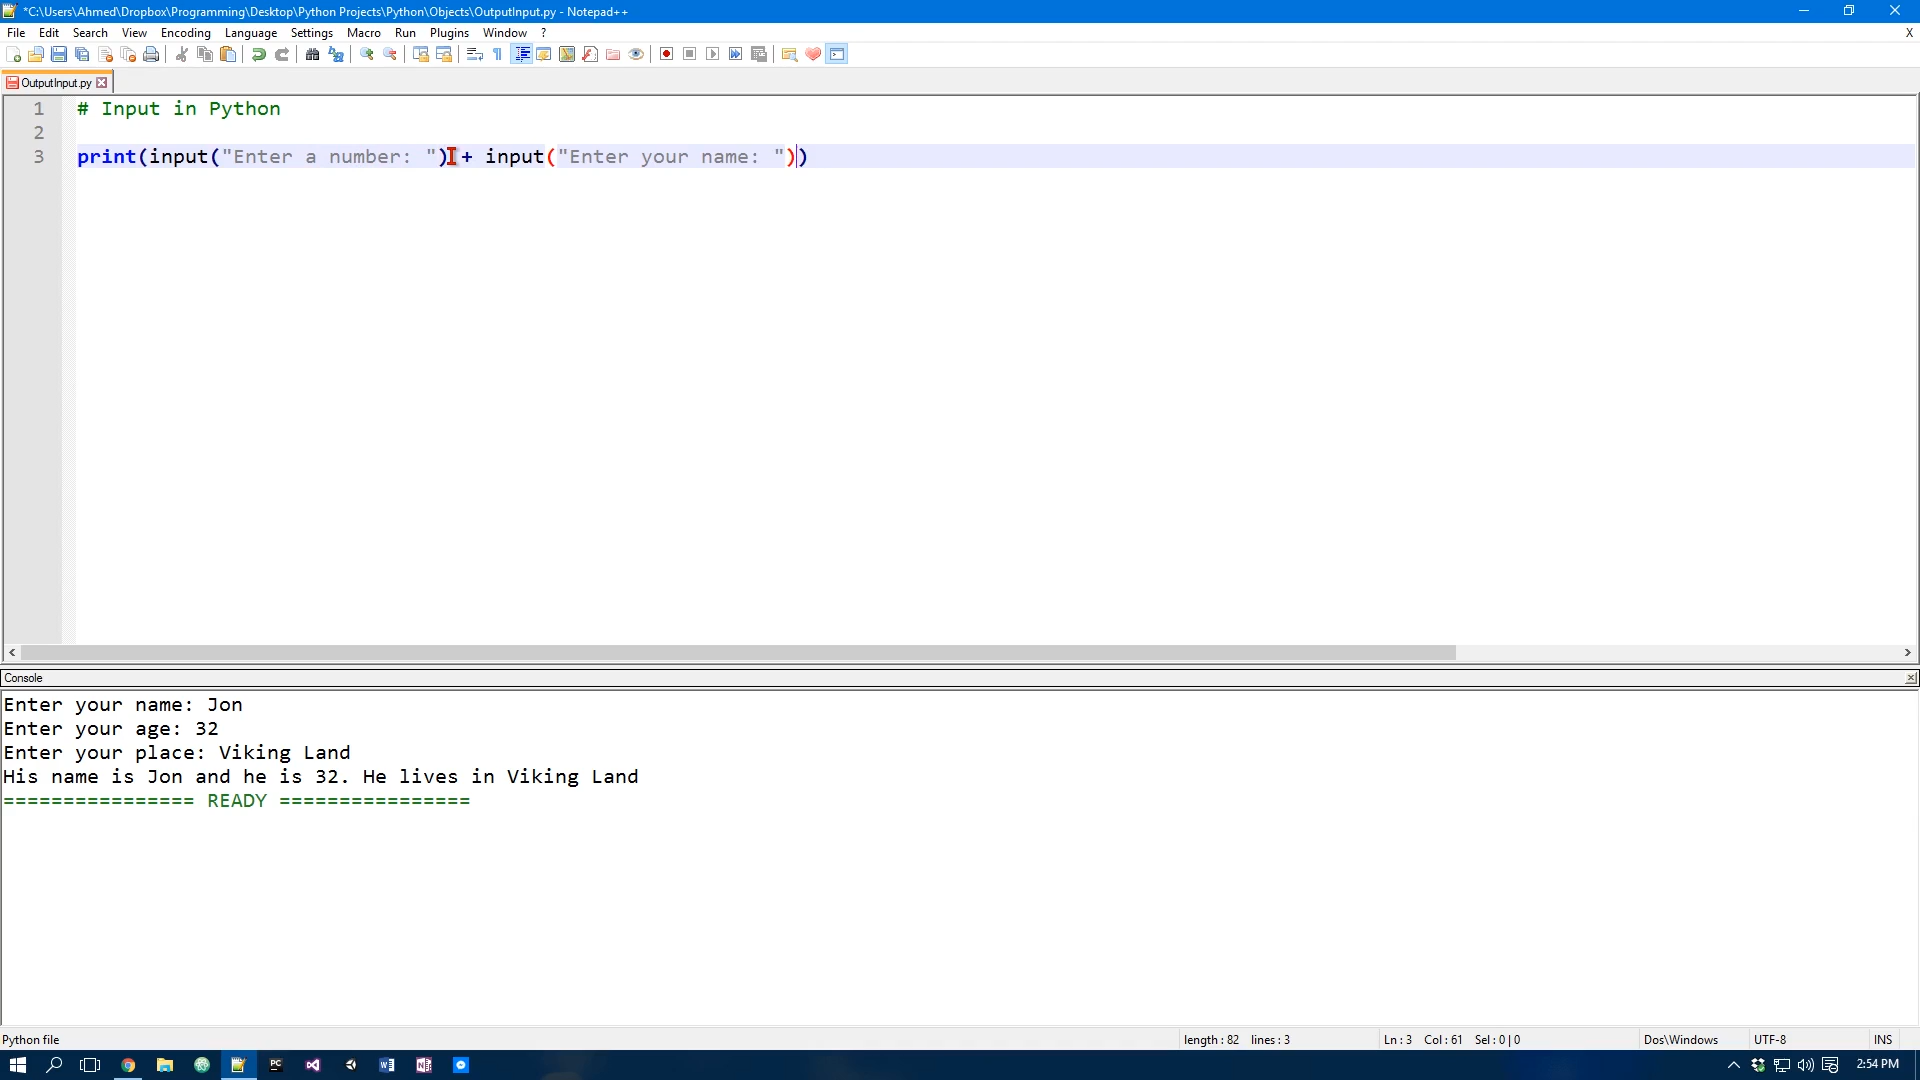 *C:\Users\Ahmed\Dropbox\Programming\Desktop\Python Projects\Python\Objects\OutputInput.py - Notepad++
File Edit Search View Encoding Language Settings Macro Run Plugins Window ? X
OutputInput.py
1 # Input in Python
2
3 print(input("Enter a number: ") + input("Enter your name: "))
Console
Enter your name: Jon
Enter your age: 32
Enter your place: Viking Land
His name is Jon and he is 32. He lives in Viking Land
================ READY ================
Python file length : 82 lines : 3 Ln : 3 Col : 61 Sel : 0 | 0 Dos\Windows UTF-8 INS
2:54 PM